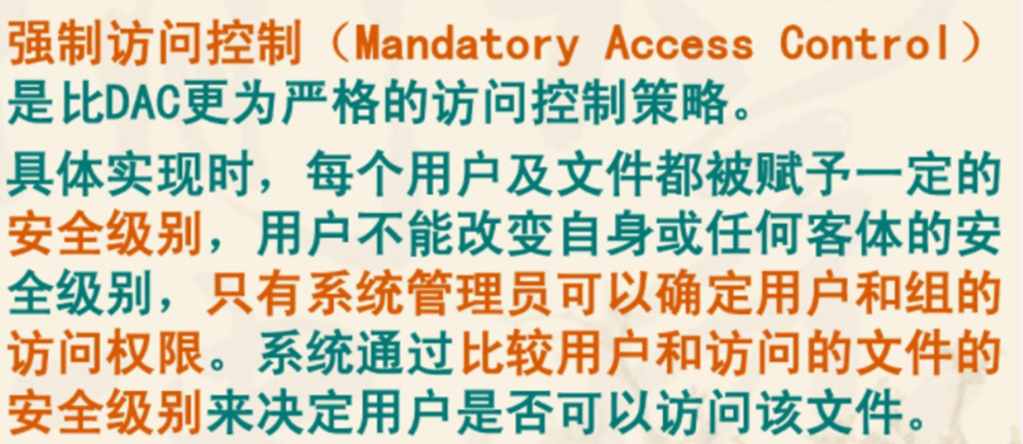 强制访问控制（Mandatory Access Control）
是比DAC更为严格的访问控制策略。
具体实现时，每个用户及文件都被赋予一定的
安全级别，用户不能改变自身或任何客体的安
全级别，只有系统管理员可以确定用户和组的
访问权限。系统通过比较用户和访问的文件的
安全级别来决定用户是否可以访问该文件。